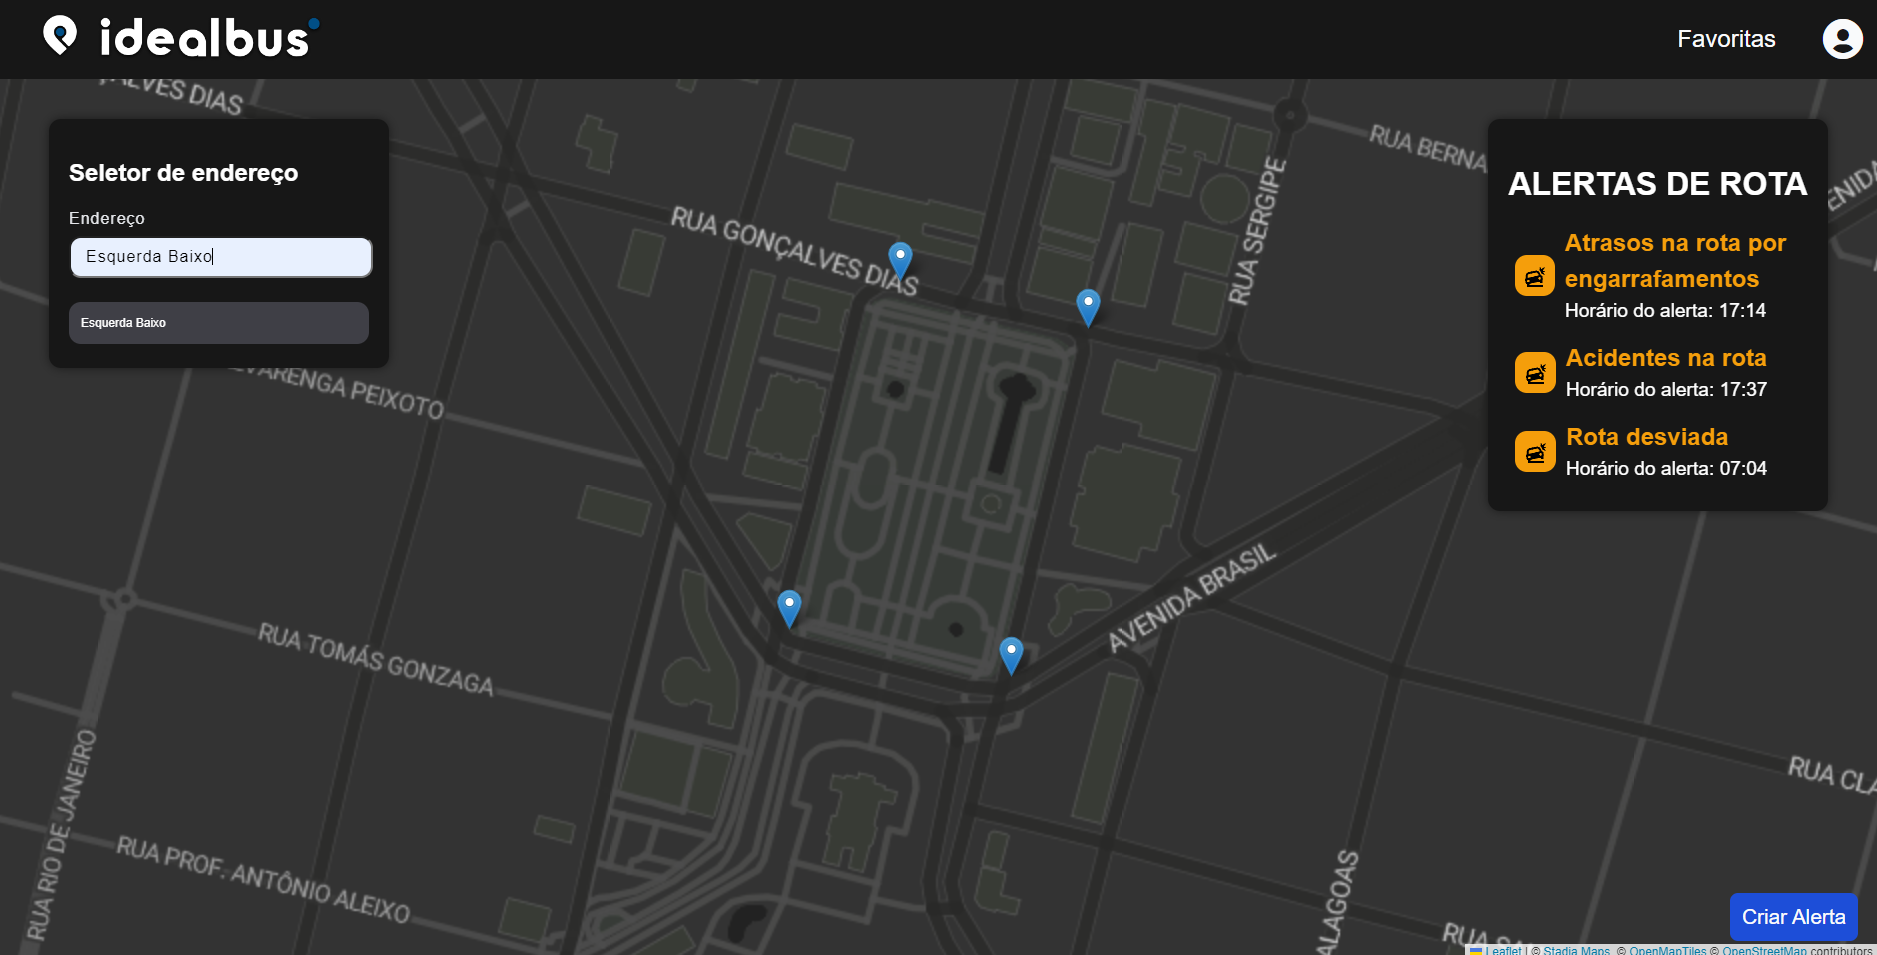 idealbus
Favoritas
Seletor de endereço
Endereço
Esquerda Baixo
Esquerda Baixo
ALERTAS DE ROTA
Atrasos na rota por
engarrafamentos
Horário do alerta: 17:14
Acidentes na rota
Horário do alerta: 17:37
Rota desviada
Horário do alerta: 07:04
ALVES DIAS
RUA GONÇALVES DIAS
RUA SERGIPE
RUA BERNA
ENIDA
VARENGA PEIXOTO
RUA TOMÁS GONZAGA
AVENIDA BRASIL
RUA RIO DE JANEIRO
RUA PROF. ANTÔNIO ALEIXO
ALAGOAS
RUA CLA
RUA
Criar Alerta
Leaflet | © Stadia Maps, © OpenMapTiles © OpenStreetMap contributors